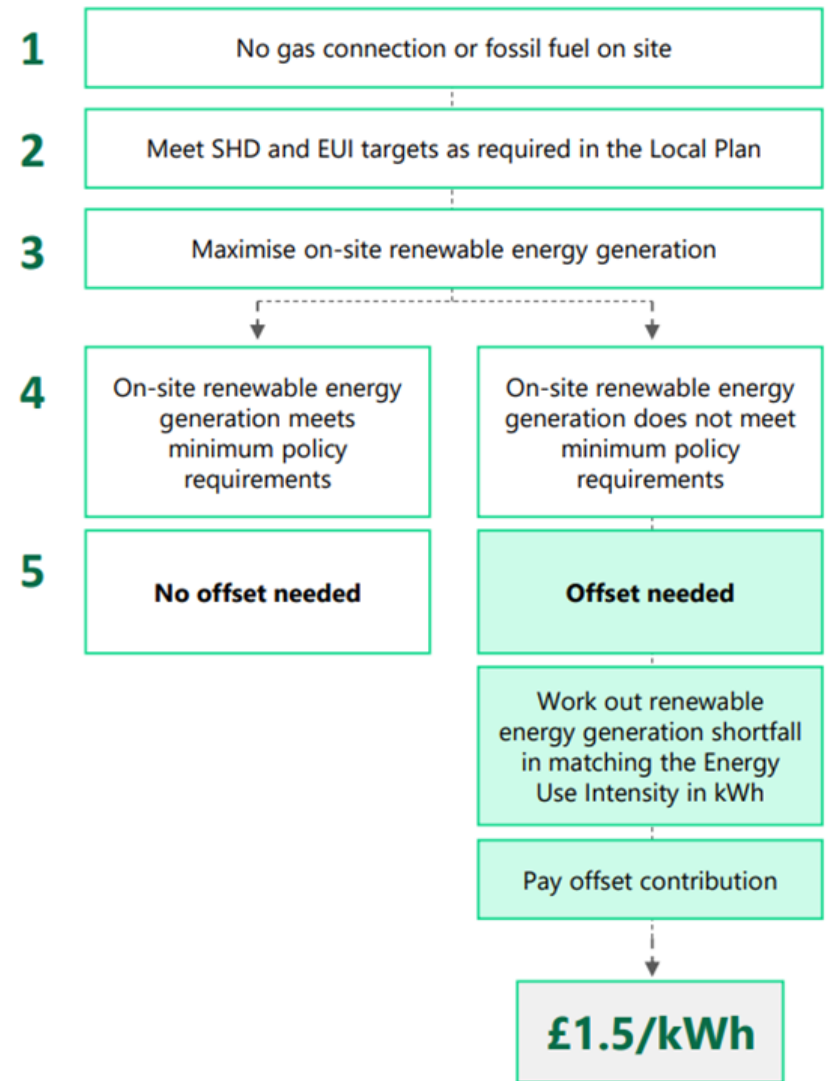 1
No gas connection or fossil fuel on site
2
Meet SHD and EUI targets as required in the Local Plan
3
Maximise on-site renewable energy generation
4
On-site renewable energy
generation meets
minimum policy
requirements
On-site renewable energy
generation does not meet
minimum policy
requirements
5
No offset needed
Offset needed
Work out renewable
energy generation shortfall
in matching the Energy
Use Intensity in kWh
Pay offset contribution
£1.5/kWh